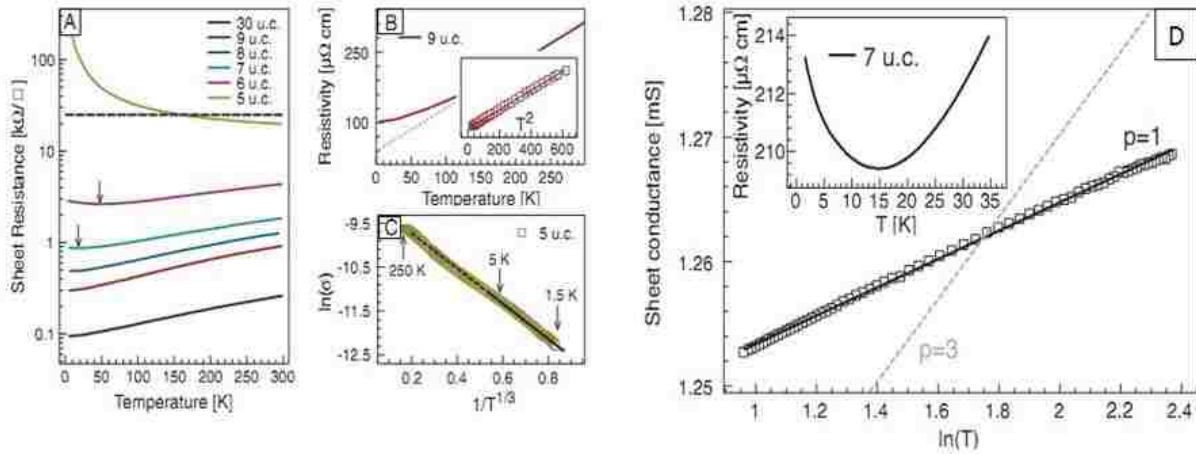 A
30 u.c.
9 u.c.
8 u.c.
7 u.c.
6 u.c.
5 u.c.
100
10
1
0.1
Sheet Resistance [kΩ/□]
0 50 100 150 200 250 300
Temperature [K]
B
9 u.c.
250
100
Resistivity [μΩ cm]
T²
0 200 400 600
0 50 100 150 200 250
Temperature [K]
C
5 u.c.
-9.5
-10.5
-11.5
-12.5
ln(σ)
250 K
5 K
1.5 K
0.2 0.4 0.6 0.8
1/T^1/3
D
1.28
1.27
1.26
1.25
Sheet conductance [mS]
7 u.c.
214
212
210
Resistivity [μΩ cm]
0 5 10 15 20 25 30 35 40
T [K]
p=1
p=3
1 1.2 1.4 1.6 1.8 2 2.2 2.4
ln(T)